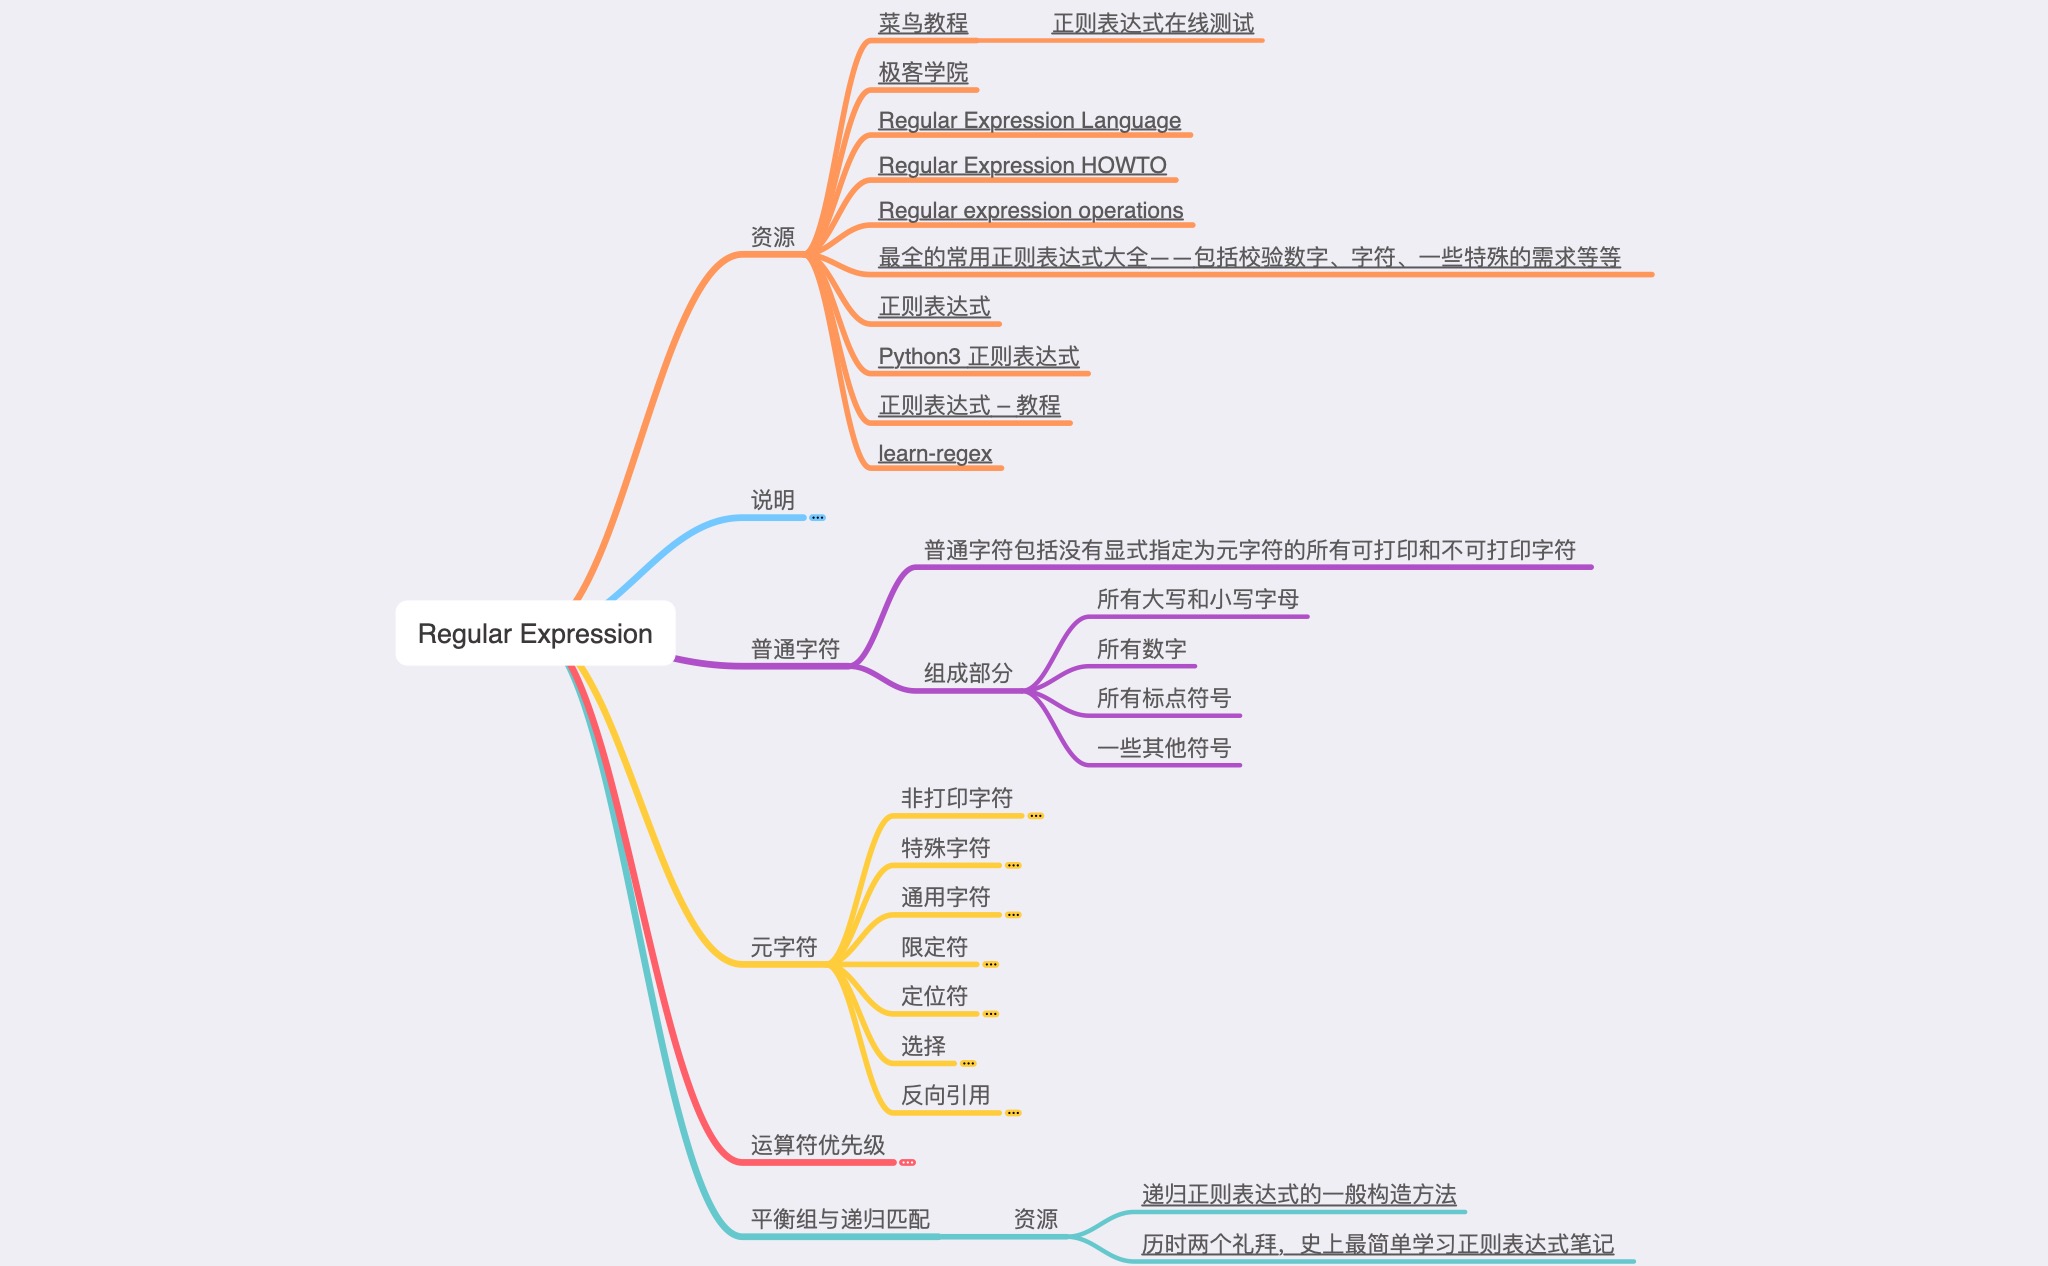 菜鸟教程
正则表达式在线测试
极客学院
Regular Expression Language
Regular Expression HOWTO
Regular expression operations
资源
最全的常用正则表达式大全——包括校验数字、字符、一些特殊的需求等等
正则表达式
Python3 正则表达式
正则表达式 – 教程
learn-regex
说明
普通字符包括没有显式指定为元字符的所有可打印和不可打印字符
所有大写和小写字母
Regular Expression
普通字符
所有数字
组成部分
所有标点符号
一些其他符号
非打印字符
特殊字符
通用字符
元字符
限定符
定位符
选择
反向引用
运算符优先级
递归正则表达式的一般构造方法
平衡组与递归匹配
资源
历时两个礼拜，史上最简单学习正则表达式笔记